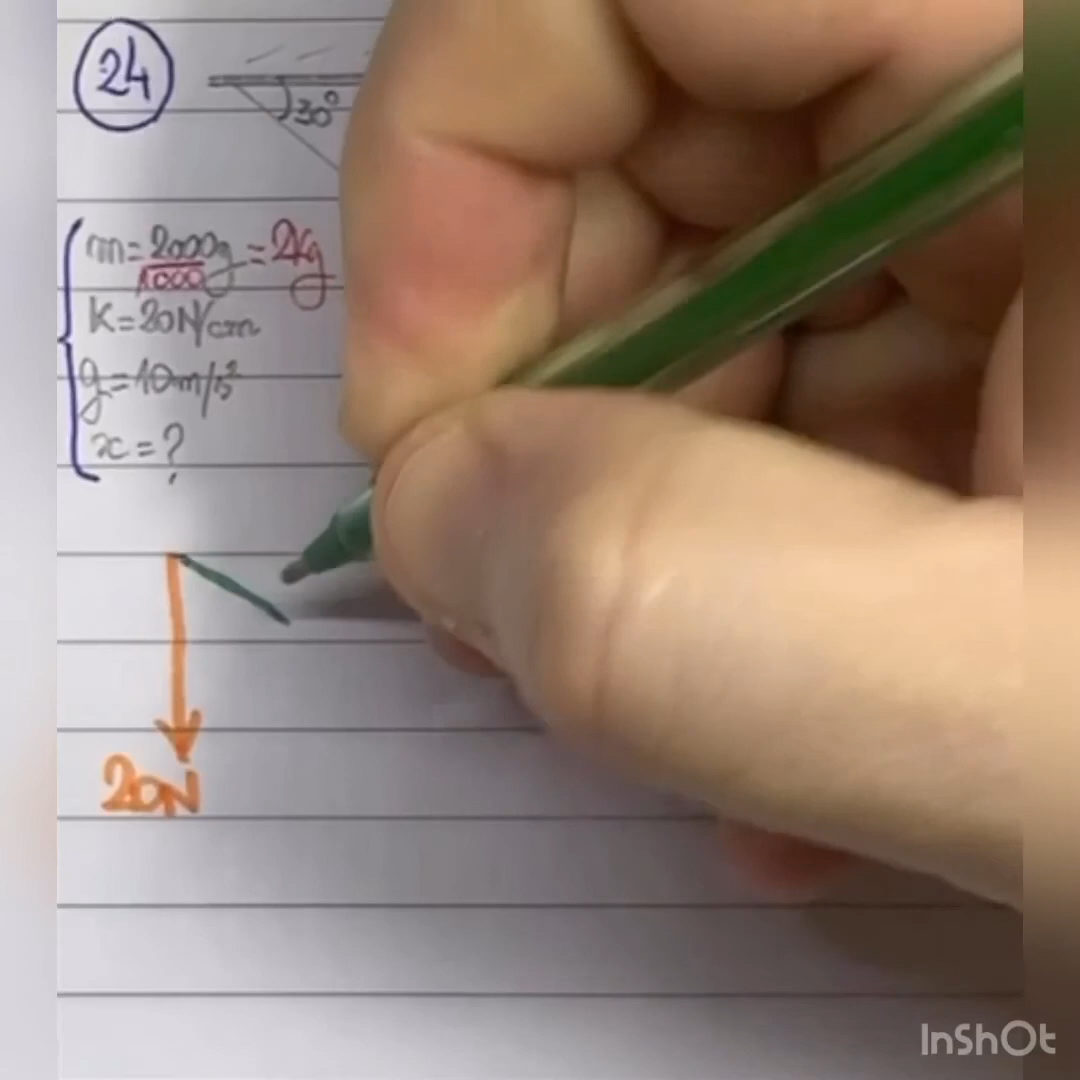 24
30°
m=2000g=2Kg
1000
K=20N/cm
g=10m/s²
x=?
20N
InShOt